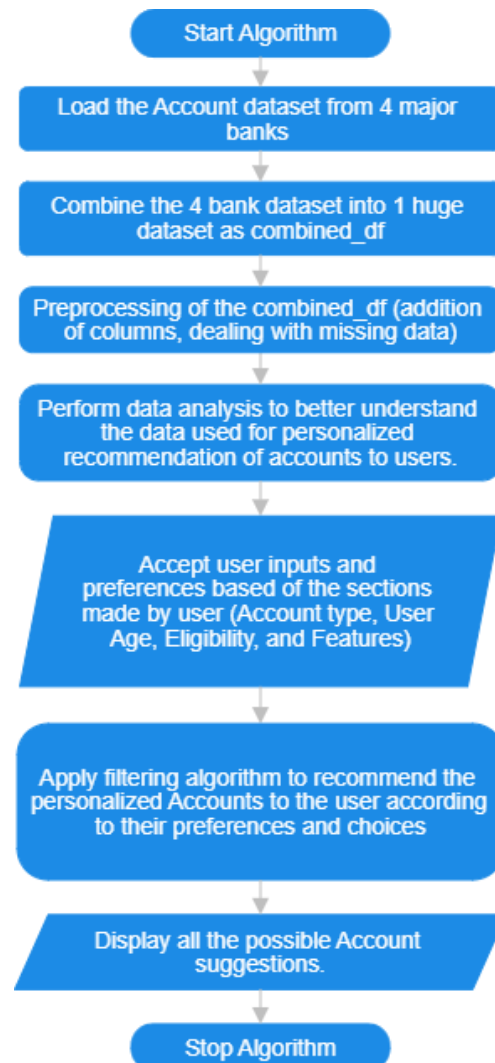 Start Algorithm
Load the Account dataset from 4 major
banks
Combine the 4 bank dataset into 1 huge
dataset as combined_df
Preprocessing of the combined_df (addition
of columns, dealing with missing data)
Perform data analysis to better understand
the data used for personalized
recommendation of accounts to users.
Accept user inputs and
preferences based of the sections
made by user (Account type, User
Age, Eligibility, and Features)
Apply filtering algorithm to recommend the
personalized Accounts to the user according
to their preferences and choices
Display all the possible Account
suggestions.
Stop Algorithm